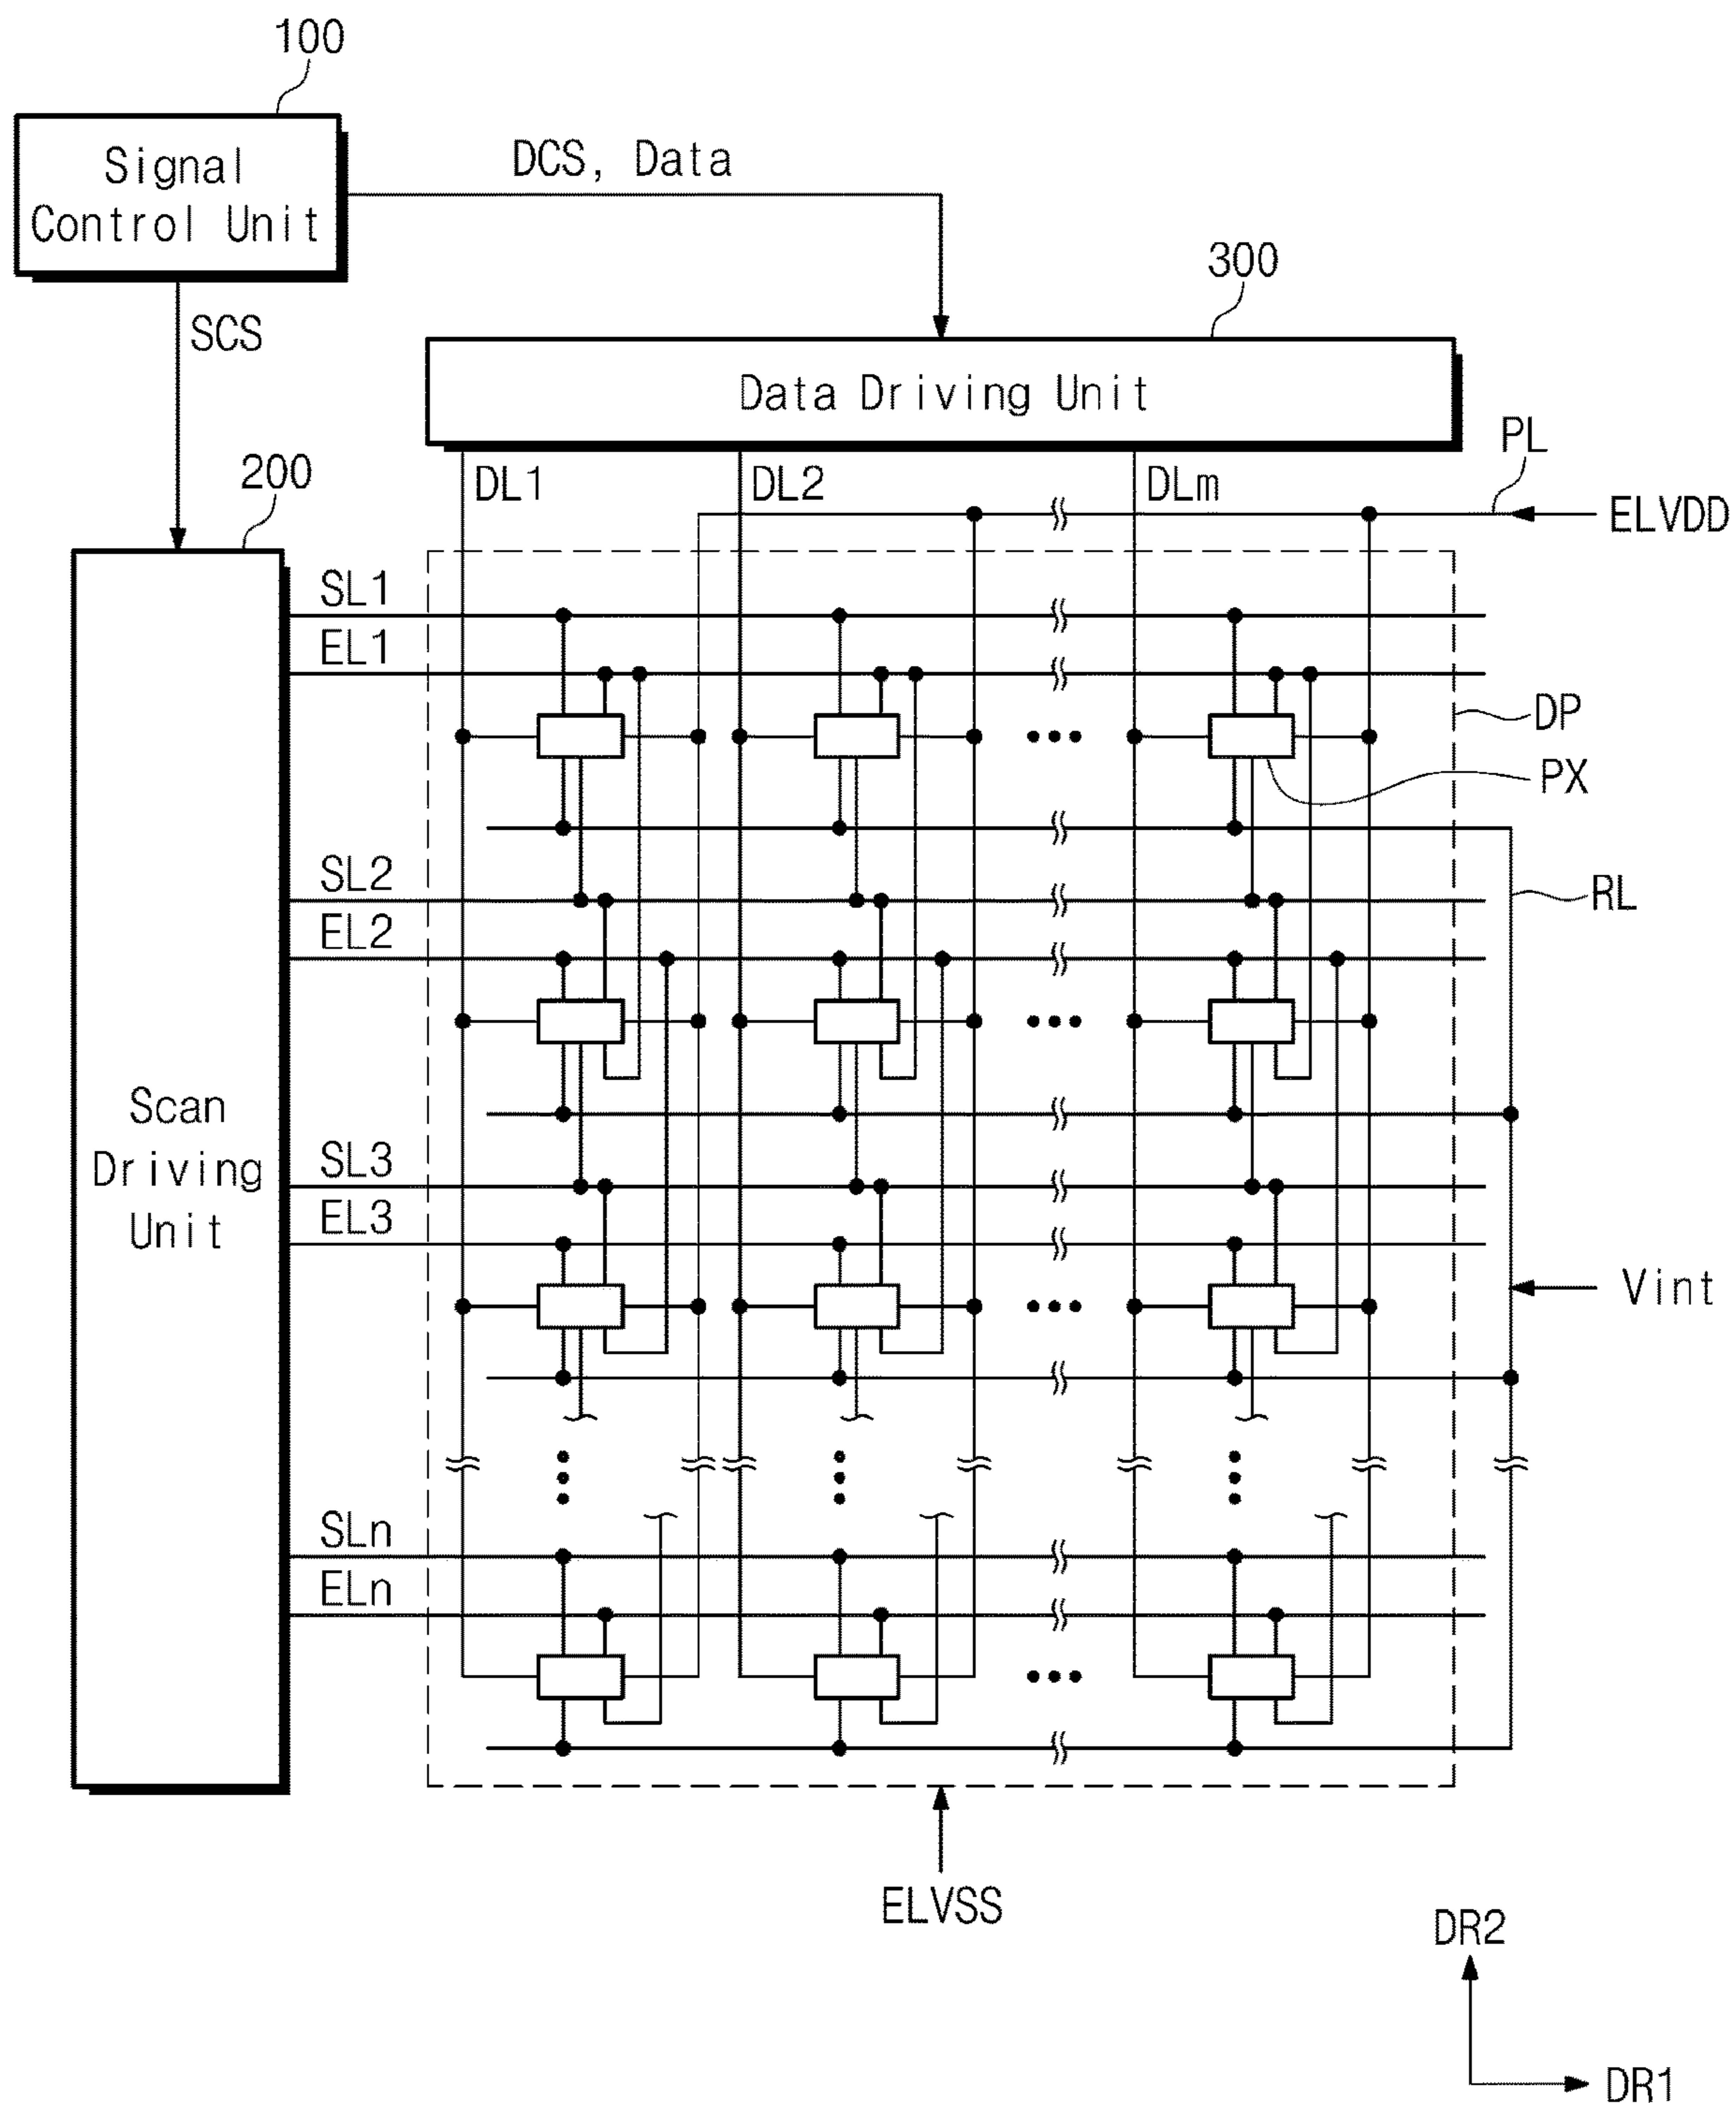 100
Signal
Control Unit
DCS, Data
SCS
300
Data Driving Unit
200
DL1
DL2
DLm
PL
ELVDD
SL1
EL1
DP
PX
SL2
EL2
RL
Scan
Driving
Unit
SL3
EL3
Vint
SLn
ELn
ELVSS
DR2
DR1